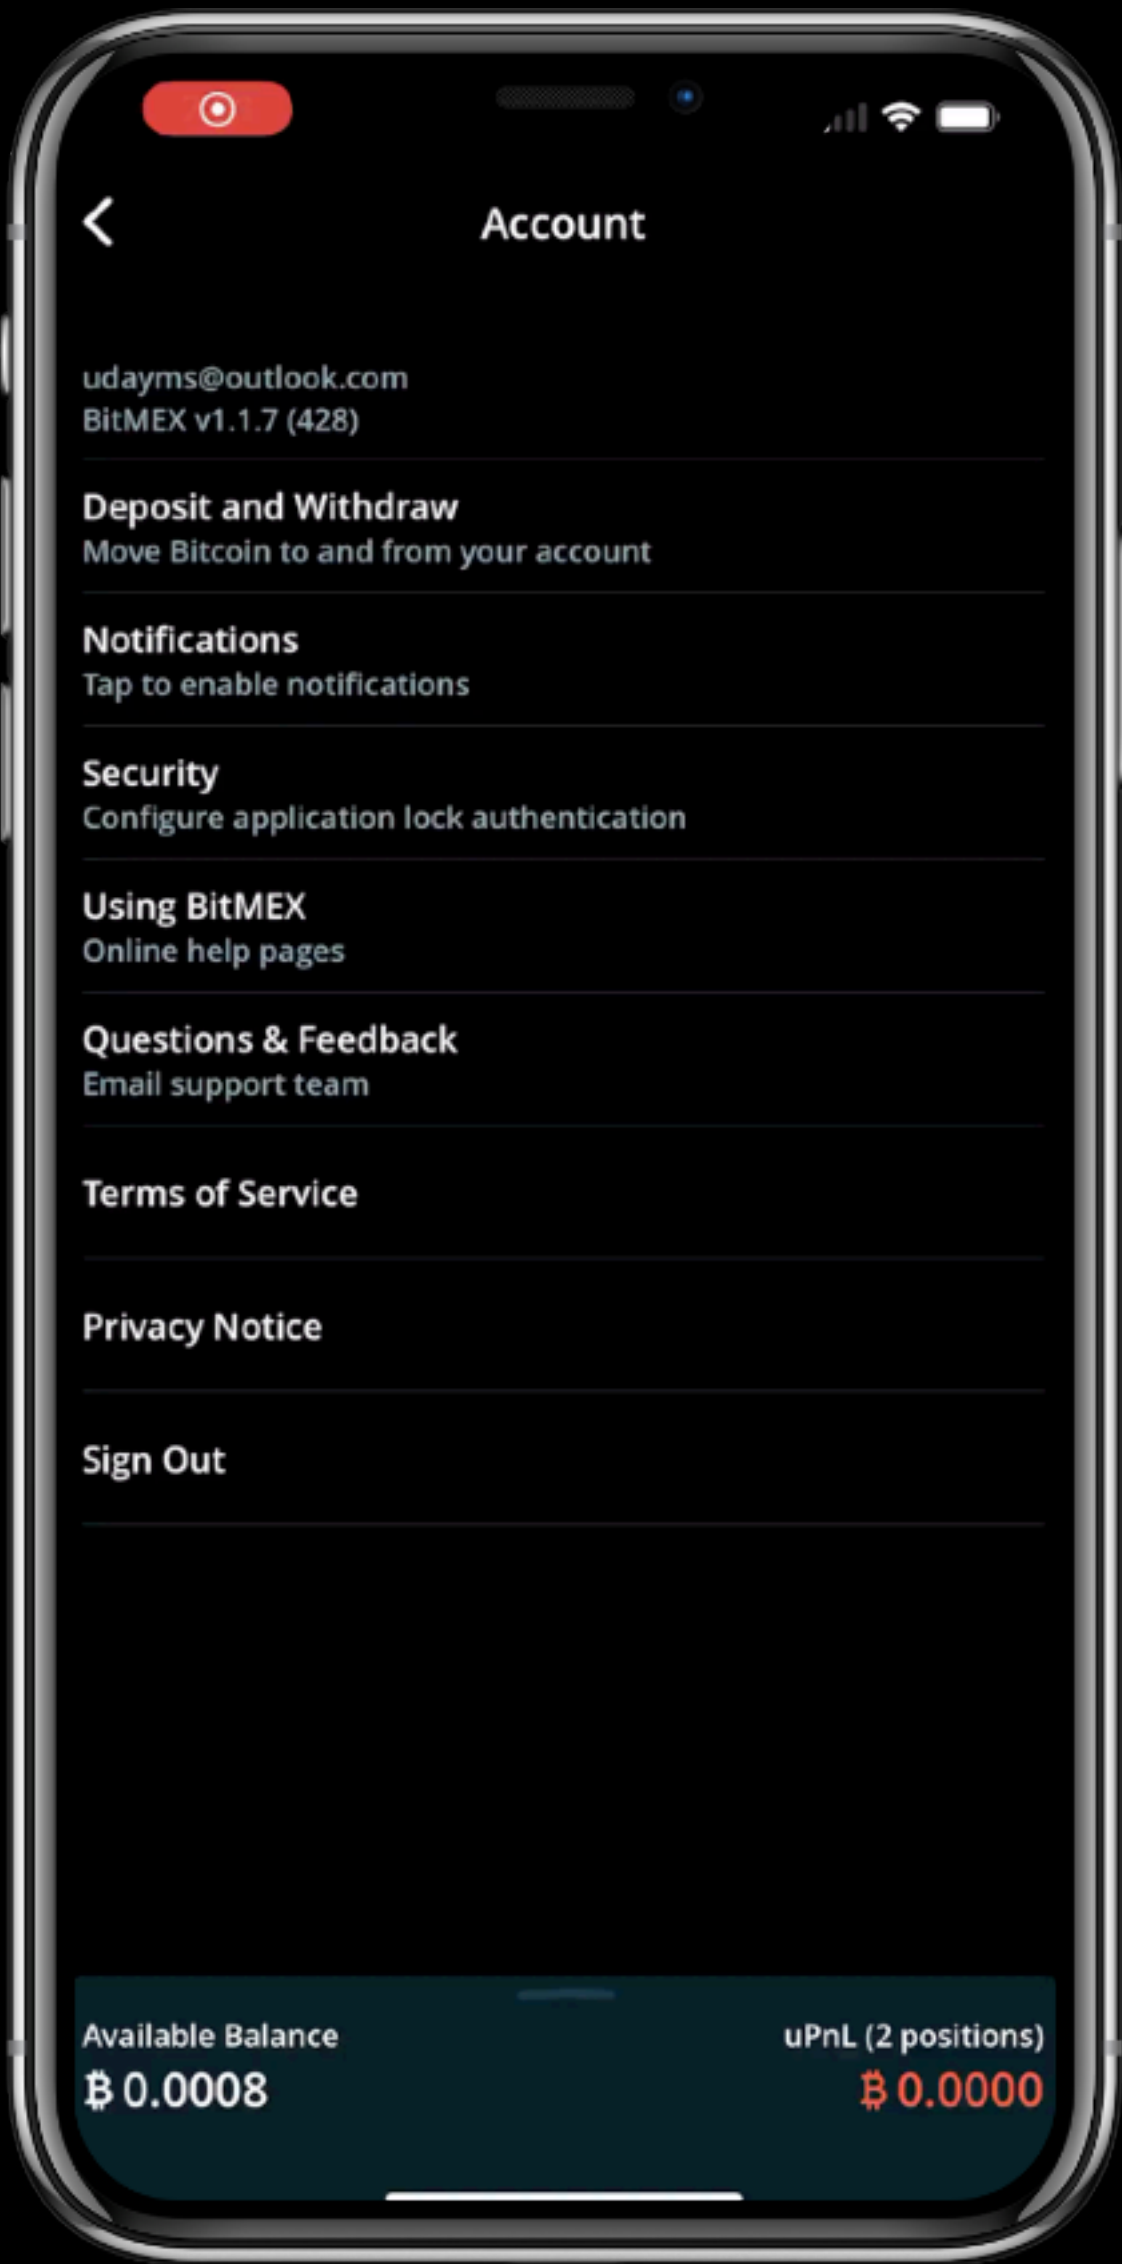 Account
udayms@outlook.com
BitMEX v1.1.7 (428)
Deposit and Withdraw
Move Bitcoin to and from your account
Notifications
Tap to enable notifications
Security
Configure application lock authentication
Using BitMEX
Online help pages
Questions & Feedback
Email support team
Terms of Service
Privacy Notice
Sign Out
Available Balance
₿ 0.0008
uPnL (2 positions)
₿ 0.0000